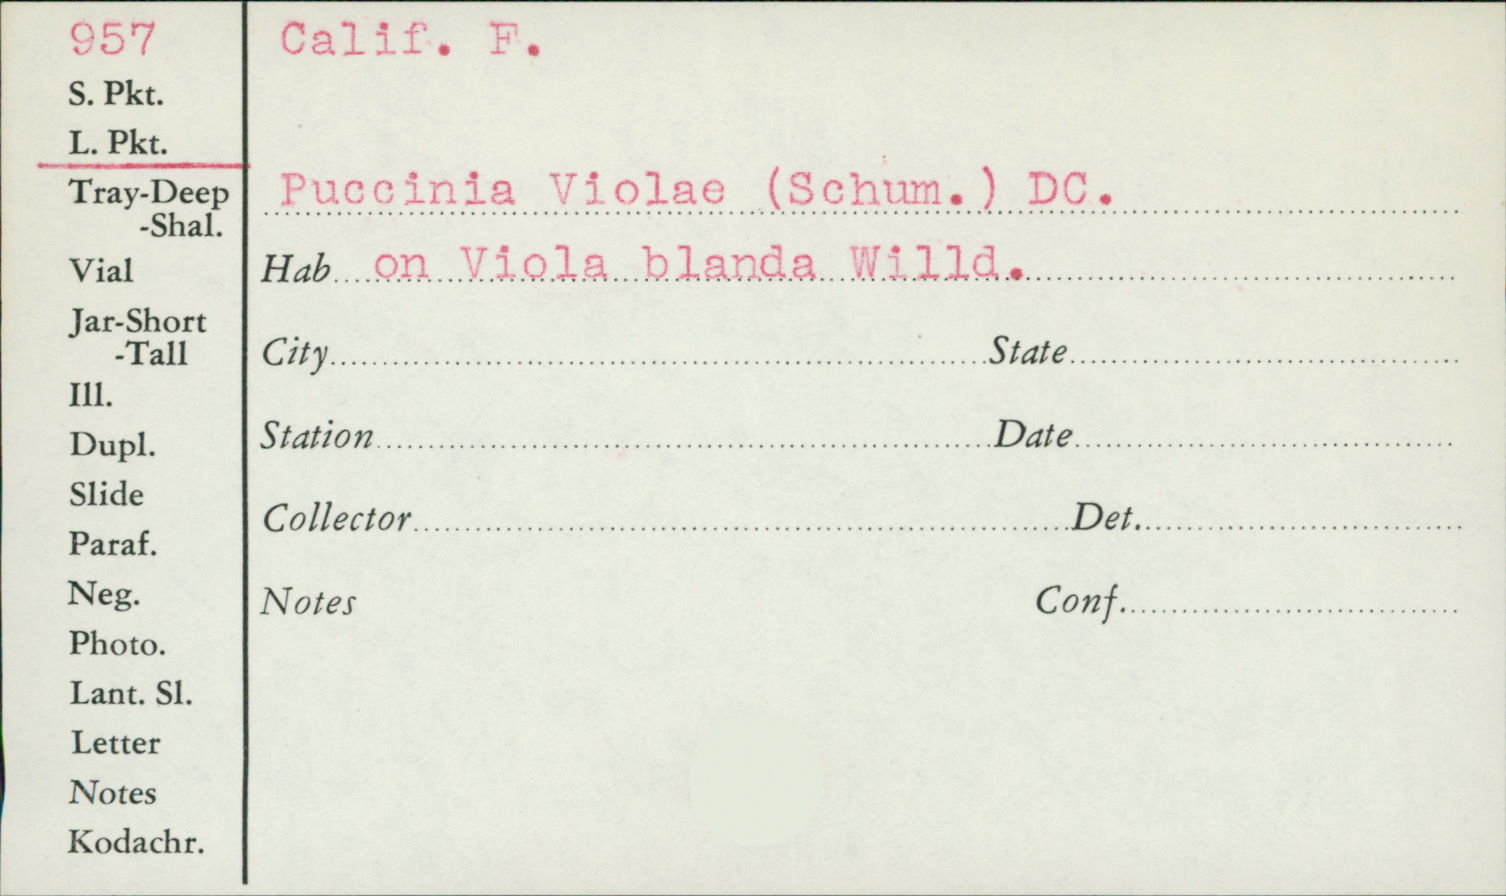 957
S. Pkt.
L. Pkt.
Tray-Deep
-Shal.
Vial
Jar-Short
-Tall
Ill.
Dupl.
Slide
Paraf.
Neg.
Photo.
Lant. Sl.
Letter
Notes
Kodachr.
Calif. F.
Puccinia Violae (Schum.) DC.
Hab. on Viola blanda Willd.
City State
Station Date
Collector Det.
Notes Conf.